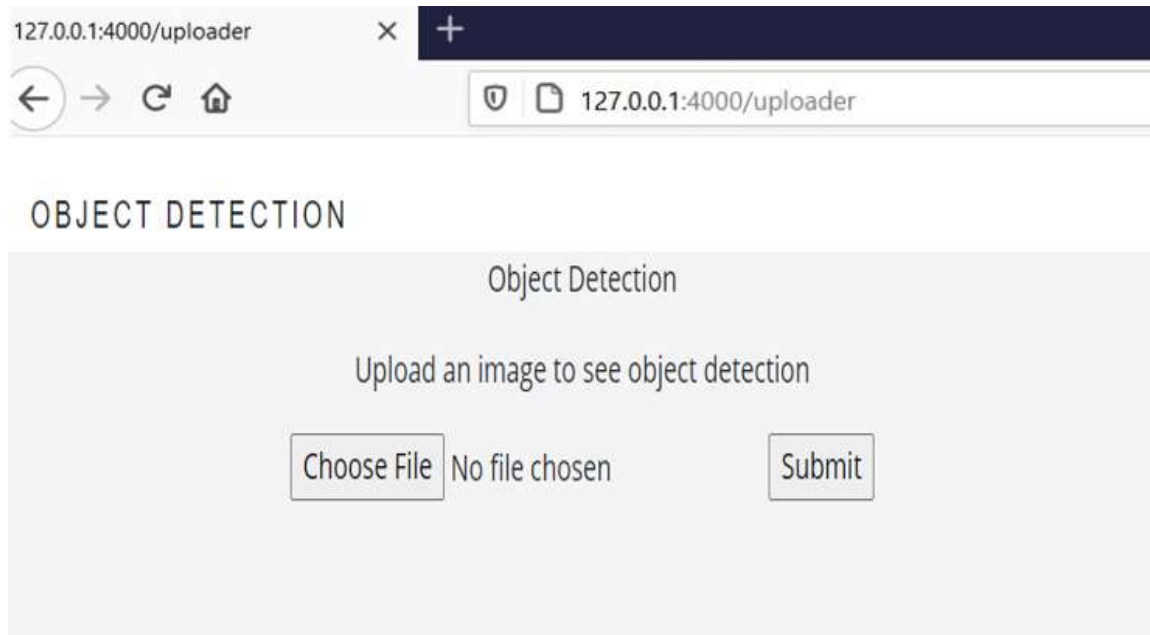 127.0.0.1:4000/uploader
127.0.0.1:4000/uploader
OBJECT DETECTION
Object Detection
Upload an image to see object detection
Choose File No file chosen Submit